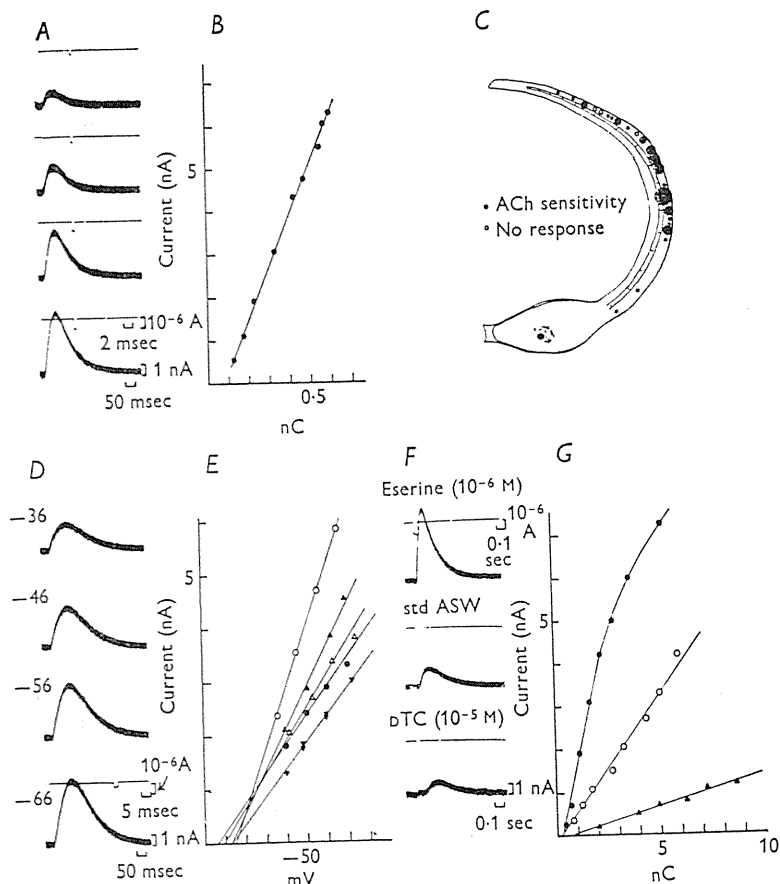 A
B
C
Current (nA)
5
0·5
nC
10⁻⁶ A
2 msec
1 nA
50 msec
• ACh sensitivity
○ No response
D
E
F
G
−36
−46
−56
−66
10⁻⁶A
5 msec
1 nA
50 msec
Current (nA)
5
−50
mV
Eserine (10⁻⁶ M)
10⁻⁶
A
0·1
sec
std ASW
DTC (10⁻⁵ M)
1 nA
0·1 sec
Current (nA)
5
5
10
nC